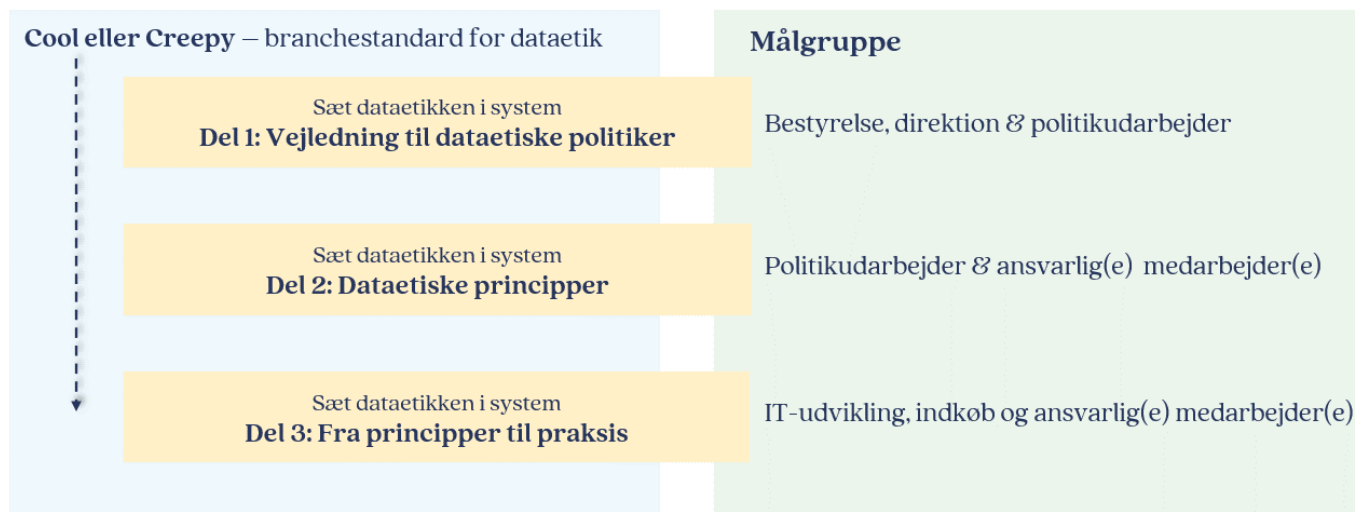 Cool eller Creepy – branchestandard for dataetik
Målgruppe
Sæt dataetikken i system
Del 1: Vejledning til dataetiske politiker
Bestyrelse, direktion & politikudarbejder
Sæt dataetikken i system
Del 2: Dataetiske principper
Politikudarbejder & ansvarlig(e) medarbejder(e)
Sæt dataetikken i system
Del 3: Fra principper til praksis
IT-udvikling, indkøb og ansvarlig(e) medarbejder(e)